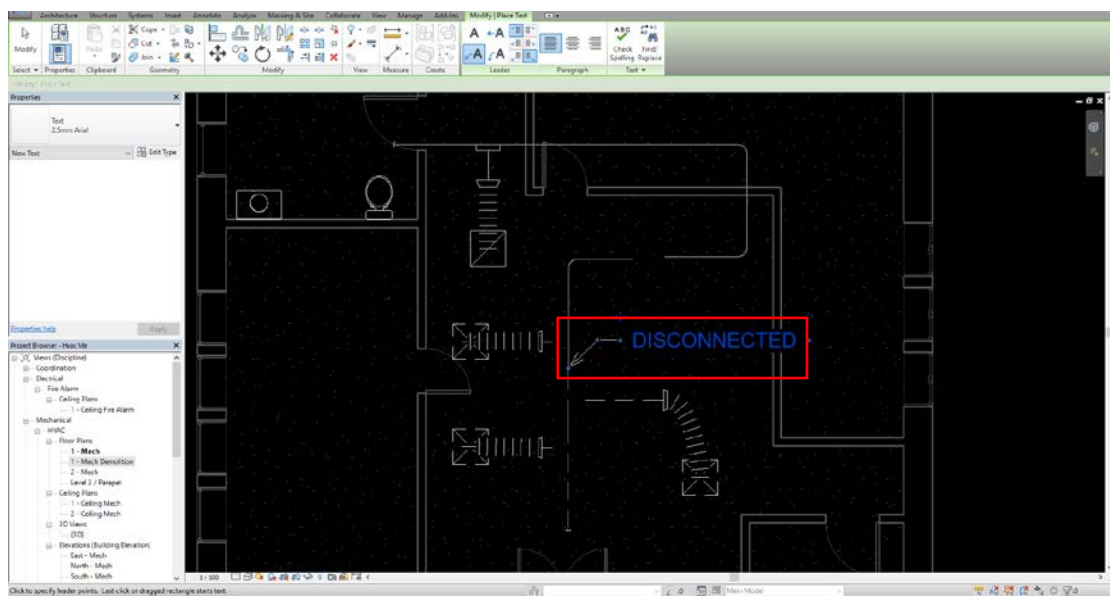 Architecture Structure Systems Insert Annotate Analyze Massing & Site Collaborate View Manage Add-Ins Modify | Place Text
Modify
Paste
Cope
Cut
Join
Check Spelling
Find/ Replace
Select Properties Clipboard Geometry Modify View Measure Create Leader Paragraph Text
Modify | Place Text
Properties
Text
2.5mm Arial
New Text Edit Type
Properties help Apply
Project Browser - Hvac Me
Views (Discipline)
Coordination
Electrical
Fire Alarm
Ceiling Plans
1 - Ceiling Fire Alarm
Mechanical
HVAC
Floor Plans
1 - Mech
1 - Mech Demolition
2 - Mech
Level 3 / Parapet
Ceiling Plans
1 - Ceiling Mech
2 - Ceiling Mech
3D Views
{3D}
Elevations (Building Elevation)
East - Mech
North - Mech
South - Mech
DISCONNECTED
1 : 100
Click to specify leader points. Last click or dragged rectangle starts text.
Main Model